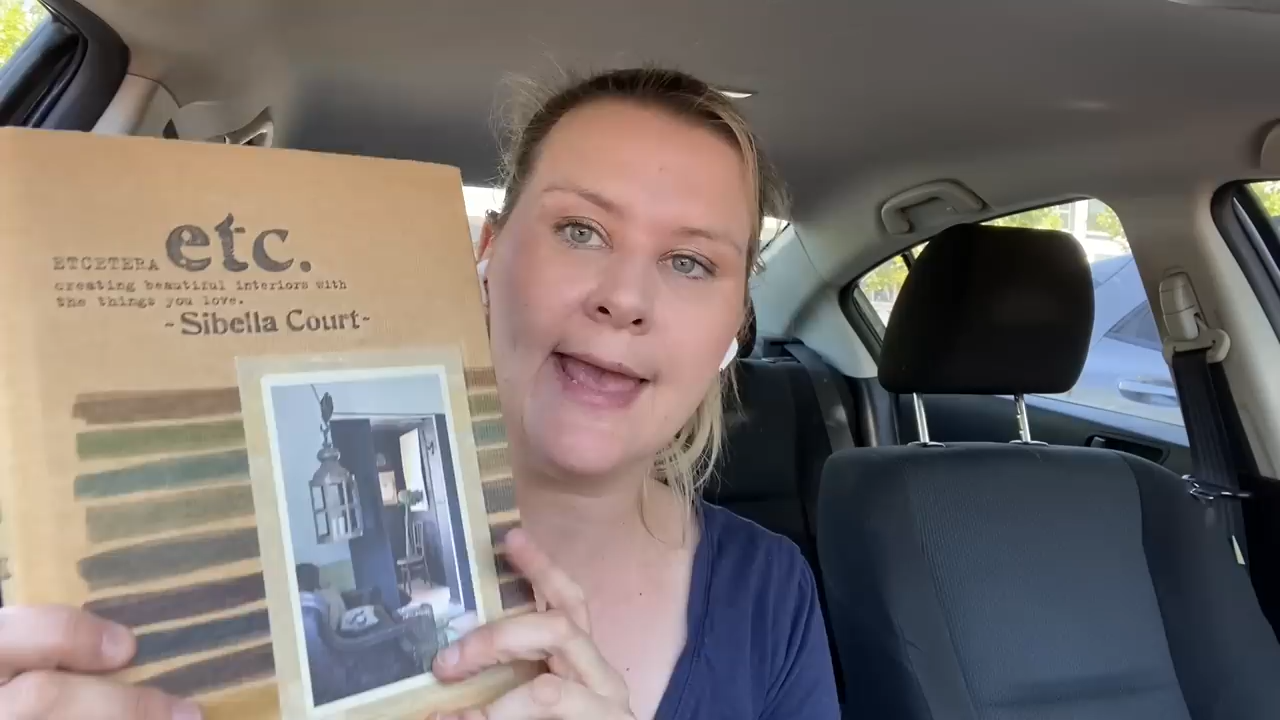 ETCETERA etc.
creating beautiful interiors with
the things you love.
~Sibella Court~